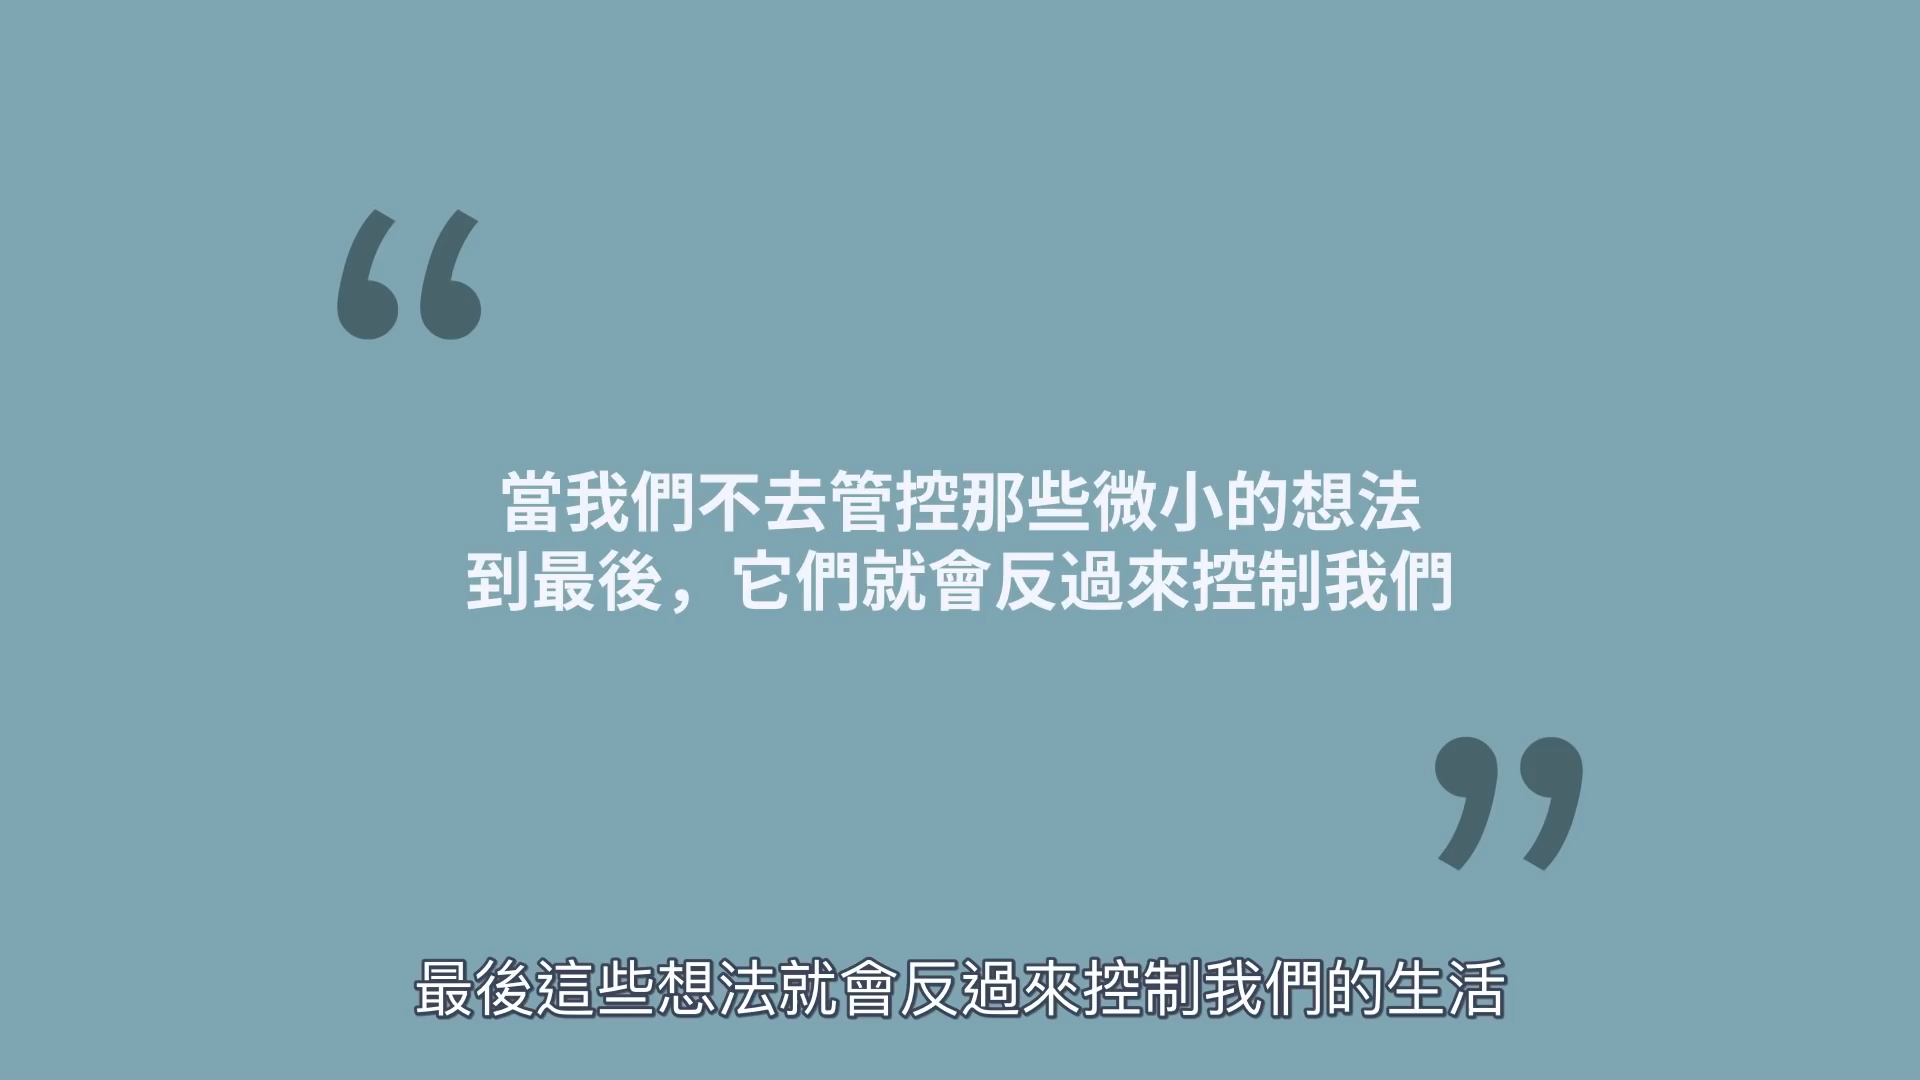 當我們不去管控那些微小的想法
到最後，它們就會反過來控制我們
最後這些想法就會反過來控制我們的生活